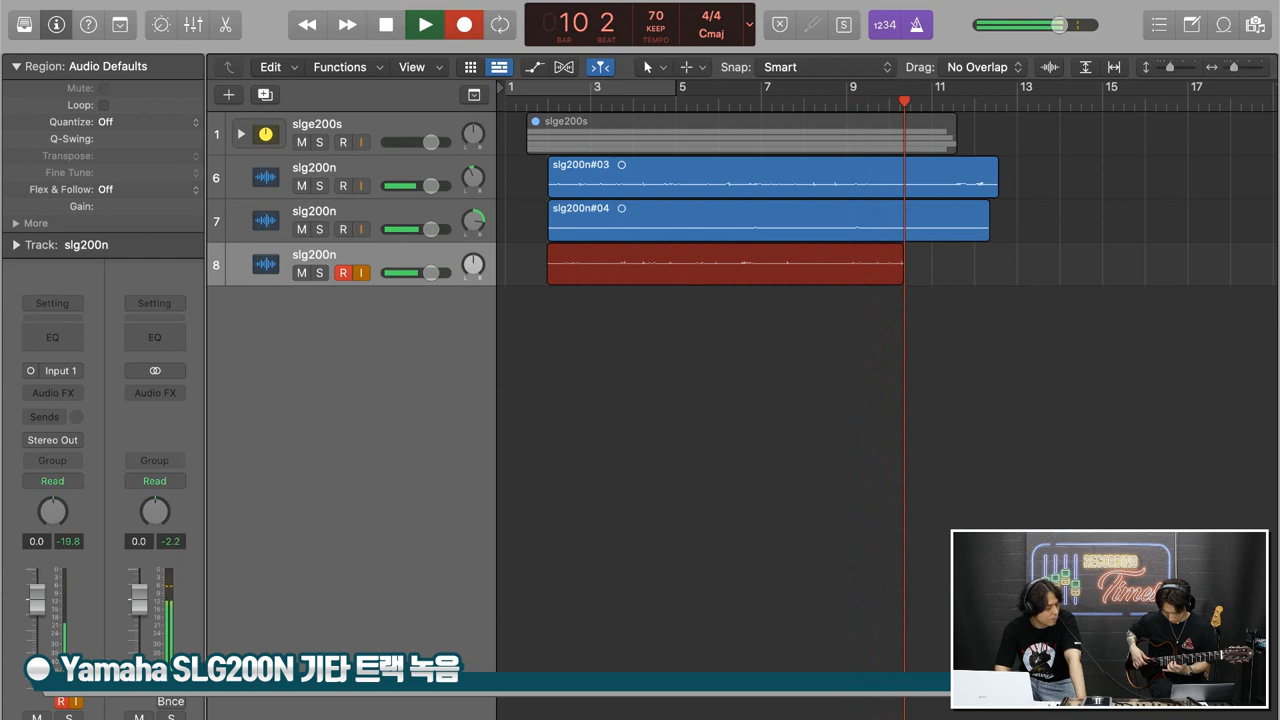 10 2
BAR BEAT
70
KEEP
TEMPO
4/4
Cmaj
S
1234
Region: Audio Defaults
Mute:
Loop:
Quantize: Off
Q-Swing:
Transpose:
Fine Tune:
Flex & Follow: Off
Gain:
More
Track: slg200n
Edit
Functions
View
Snap: Smart
Drag: No Overlap
1 3 5 7 9 11 13 15 17
1
slge200s
M S R I
L R
slge200s
6
slg200n
M S R I
L R
slg200n#03
7
slg200n
M S R I
L R
slg200n#04
8
slg200n
M S R I
L R
Setting Setting
EQ EQ
Input 1
Audio FX Audio FX
Sends
Stereo Out
Group Group
Read Read
0.0 -19.8 0.0 -2.2
R I Bnce
M S M S
Yamaha SLG200N 기타 트랙 녹음
RECORDING
Times